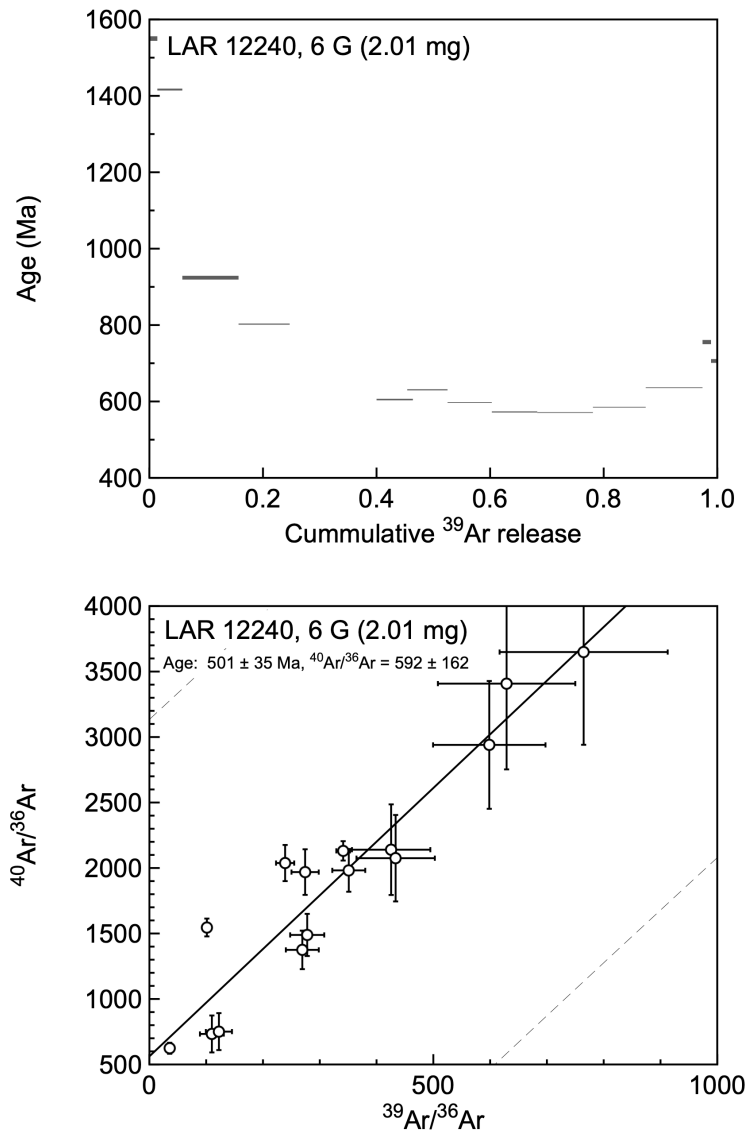 1600
LAR 12240, 6 G (2.01 mg)
1400
1200
1000
Age (Ma)
800
600
400
0 0.2 0.4 0.6 0.8 1.0
Cummulative ³⁹Ar release
4000
LAR 12240, 6 G (2.01 mg)
Age: 501 ± 35 Ma, ⁴⁰Ar/³⁶Ar = 592 ± 162
3500
3000
2500
⁴⁰Ar/³⁶Ar
2000
1500
1000
500
0 500 1000
³⁹Ar/³⁶Ar